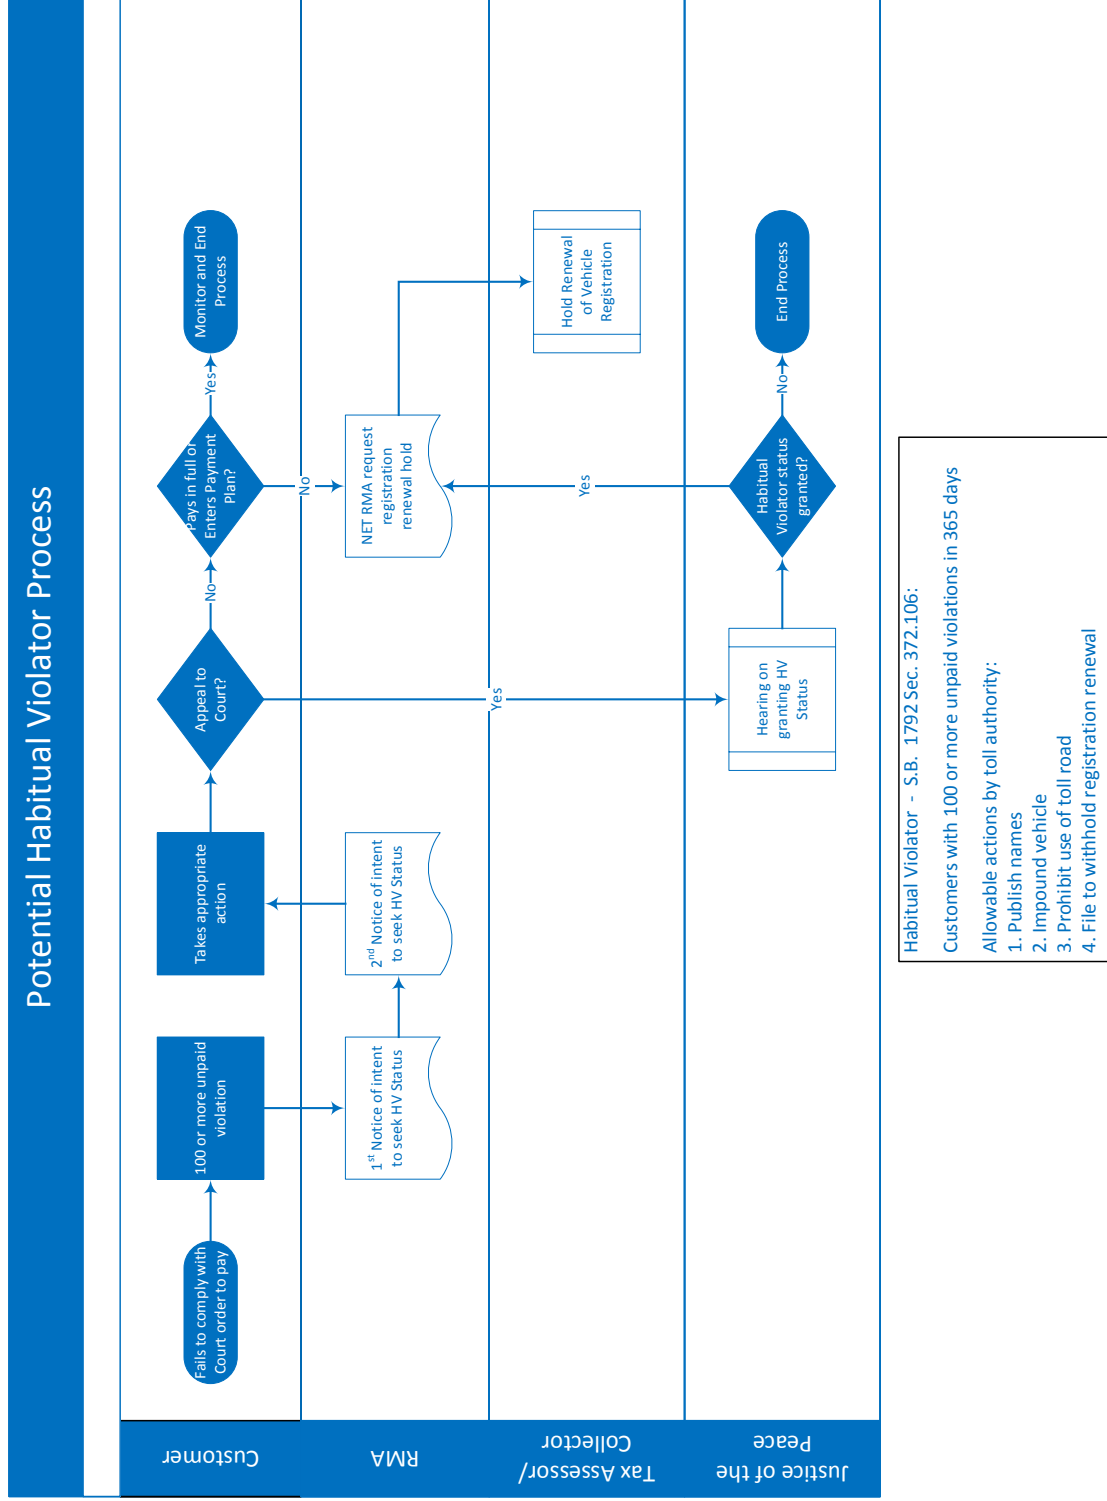 Potential Habitual Violator Process
Customer
Fails to comply with
Court order to pay
100 or more unpaid
violation
Takes appropriate
action
Appeal to
Court?
No
Pays in full or
Enters Payment
Plan?
Yes
Monitor and End
Process
RMA
1st Notice of intent
to seek HV Status
2nd Notice of intent
to seek HV Status
No
NET RMA request
registration
renewal hold
Tax Assessor/
Collector
Yes
Yes
Hold Renewal
of Vehicle
Registration
Justice of the
Peace
Hearing on
granting HV
Status
Habitual
Violator status
granted?
No
End Process
Habitual Violator - S.B. 1792 Sec. 372.106:
Customers with 100 or more unpaid violations in 365 days
Allowable actions by toll authority:
1. Publish names
2. Impound vehicle
3. Prohibit use of toll road
4. File to withhold registration renewal